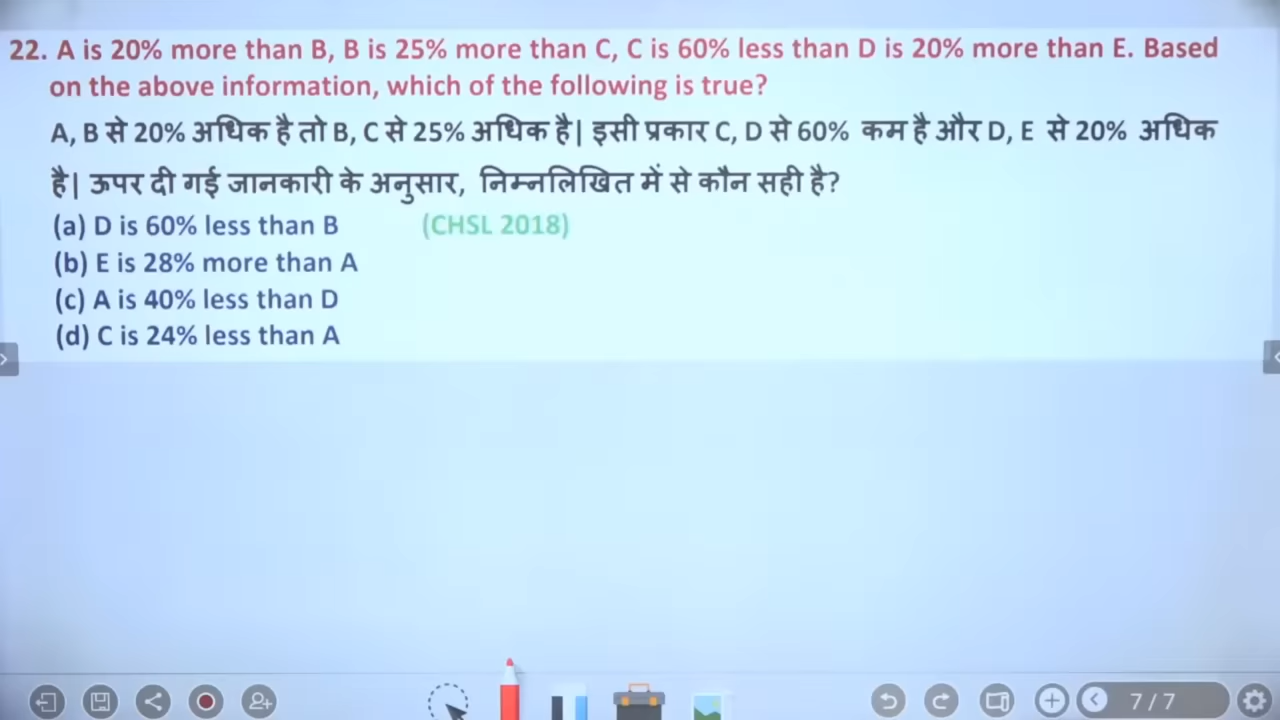 22. A is 20% more than B, B is 25% more than C, C is 60% less than D is 20% more than E. Based
on the above information, which of the following is true?
A, B से 20% अधिक है तो B, C से 25% अधिक है| इसी प्रकार C, D से 60% कम है और D, E से 20% अधिक
है| ऊपर दी गई जानकारी के अनुसार, निम्नलिखित में से कौन सही है?
(a) D is 60% less than B (CHSL 2018)
(b) E is 28% more than A
(c) A is 40% less than D
(d) C is 24% less than A
7 / 7